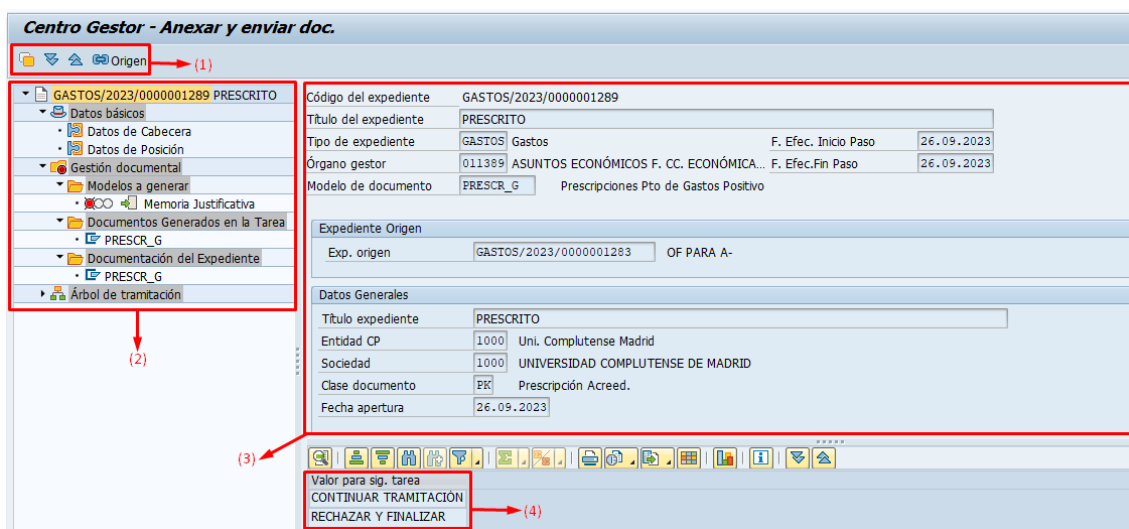 Centro Gestor - Anexar y enviar doc.
Origen
(1)
GASTOS/2023/0000001289 PRESCRITO
Datos básicos
Datos de Cabecera
Datos de Posición
Gestión documental
Modelos a generar
Memoria Justificativa
Documentos Generados en la Tarea
PRESCR_G
Documentación del Expediente
PRESCR_G
Árbol de tramitación
(2)
Código del expediente GASTOS/2023/0000001289
Título del expediente PRESCRITO
Tipo de expediente GASTOS Gastos F. Efec. Inicio Paso 26.09.2023
Órgano gestor 011389 ASUNTOS ECONÓMICOS F. CC. ECONÓMICA... F. Efec.Fin Paso 26.09.2023
Modelo de documento PRESCR_G Prescripciones Pto de Gastos Positivo
Expediente Origen
Exp. origen GASTOS/2023/0000001283 OF PARA A-
Datos Generales
Título expediente PRESCRITO
Entidad CP 1000 Uni. Complutense Madrid
Sociedad 1000 UNIVERSIDAD COMPLUTENSE DE MADRID
Clase documento PK Prescripción Acreed.
Fecha apertura 26.09.2023
(3)
Valor para sig. tarea
CONTINUAR TRAMITACIÓN
RECHAZAR Y FINALIZAR
(4)